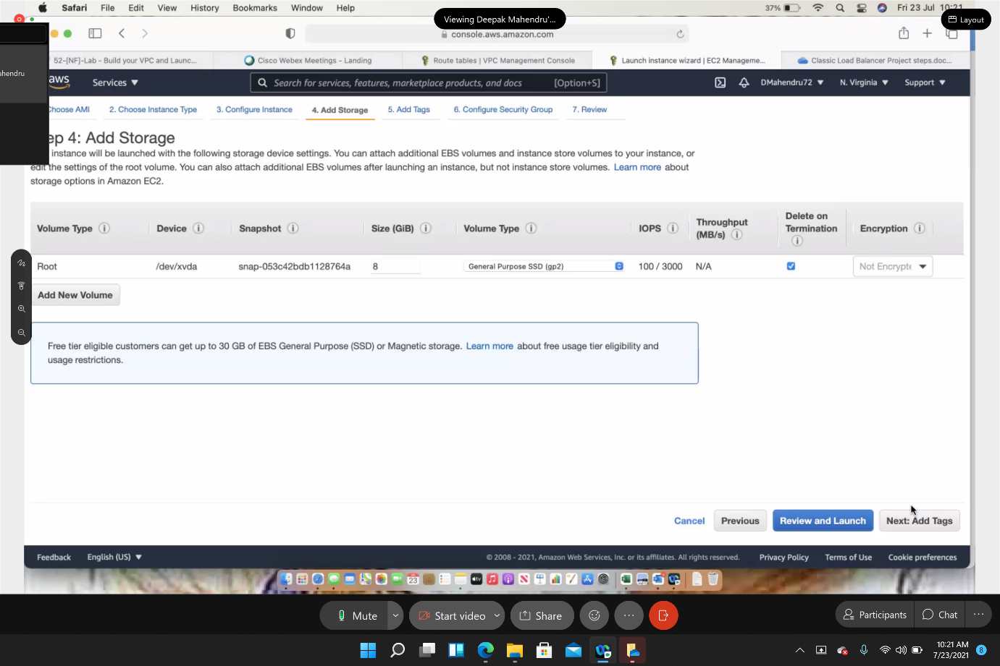 Safari File Edit View History Bookmarks Window Help
Viewing Deepak Mahendru'...
37% Fri 23 Jul 10:21
Layout
console.aws.amazon.com
ahendru
52-[NF]-Lab - Build your VPC and Launc...
Cisco Webex Meetings - Landing
Route tables | VPC Management Console
Launch instance wizard | EC2 Manageme...
Classic Load Balancer Project steps.doc...
aws
Services
Search for services, features, marketplace products, and docs [Option+S]
DMahendru72
N. Virginia
Support
hoose AMI
2. Choose Instance Type
3. Configure Instance
4. Add Storage
5. Add Tags
6. Configure Security Group
7. Review
ep 4: Add Storage
instance will be launched with the following storage device settings. You can attach additional EBS volumes and instance store volumes to your instance, or
edit the settings of the root volume. You can also attach additional EBS volumes after launching an instance, but not instance store volumes. Learn more about
storage options in Amazon EC2.
Volume Type
Device
Snapshot
Size (GiB)
Volume Type
IOPS
Throughput
(MB/s)
Delete on
Termination
Encryption
Root
/dev/xvda
snap-053c42bdb1128764a
8
General Purpose SSD (gp2)
100 / 3000
N/A
Not Encrypte
Add New Volume
Free tier eligible customers can get up to 30 GB of EBS General Purpose (SSD) or Magnetic storage. Learn more about free usage tier eligibility and
usage restrictions.
Cancel
Previous
Review and Launch
Next: Add Tags
Feedback
English (US)
© 2008 - 2021, Amazon Web Services, Inc. or its affiliates. All rights reserved.
Privacy Policy
Terms of Use
Cookie preferences
23
tv
Mute
Start video
Share
Participants
Chat
10:21 AM
7/23/2021
8